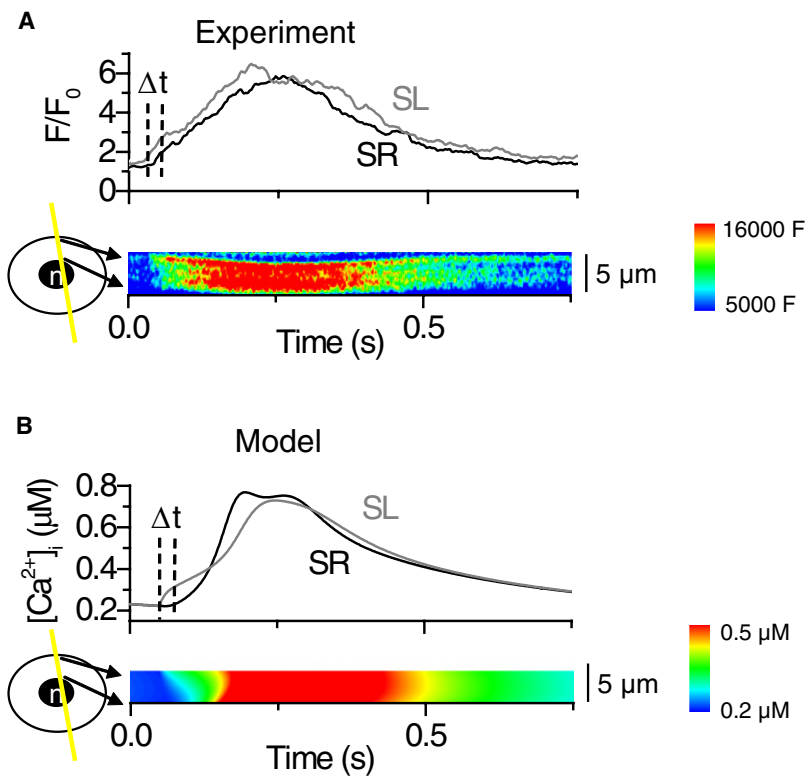 A
Experiment
F/F0
6
4
2
0
Δt
SL
SR
n
16000 F
5000 F
5 μm
0.0
0.5
Time (s)
B
Model
[Ca2+]i (μM)
0.8
0.6
0.4
0.2
Δt
SL
SR
n
0.5 μM
0.2 μM
5 μm
0.0
0.5
Time (s)